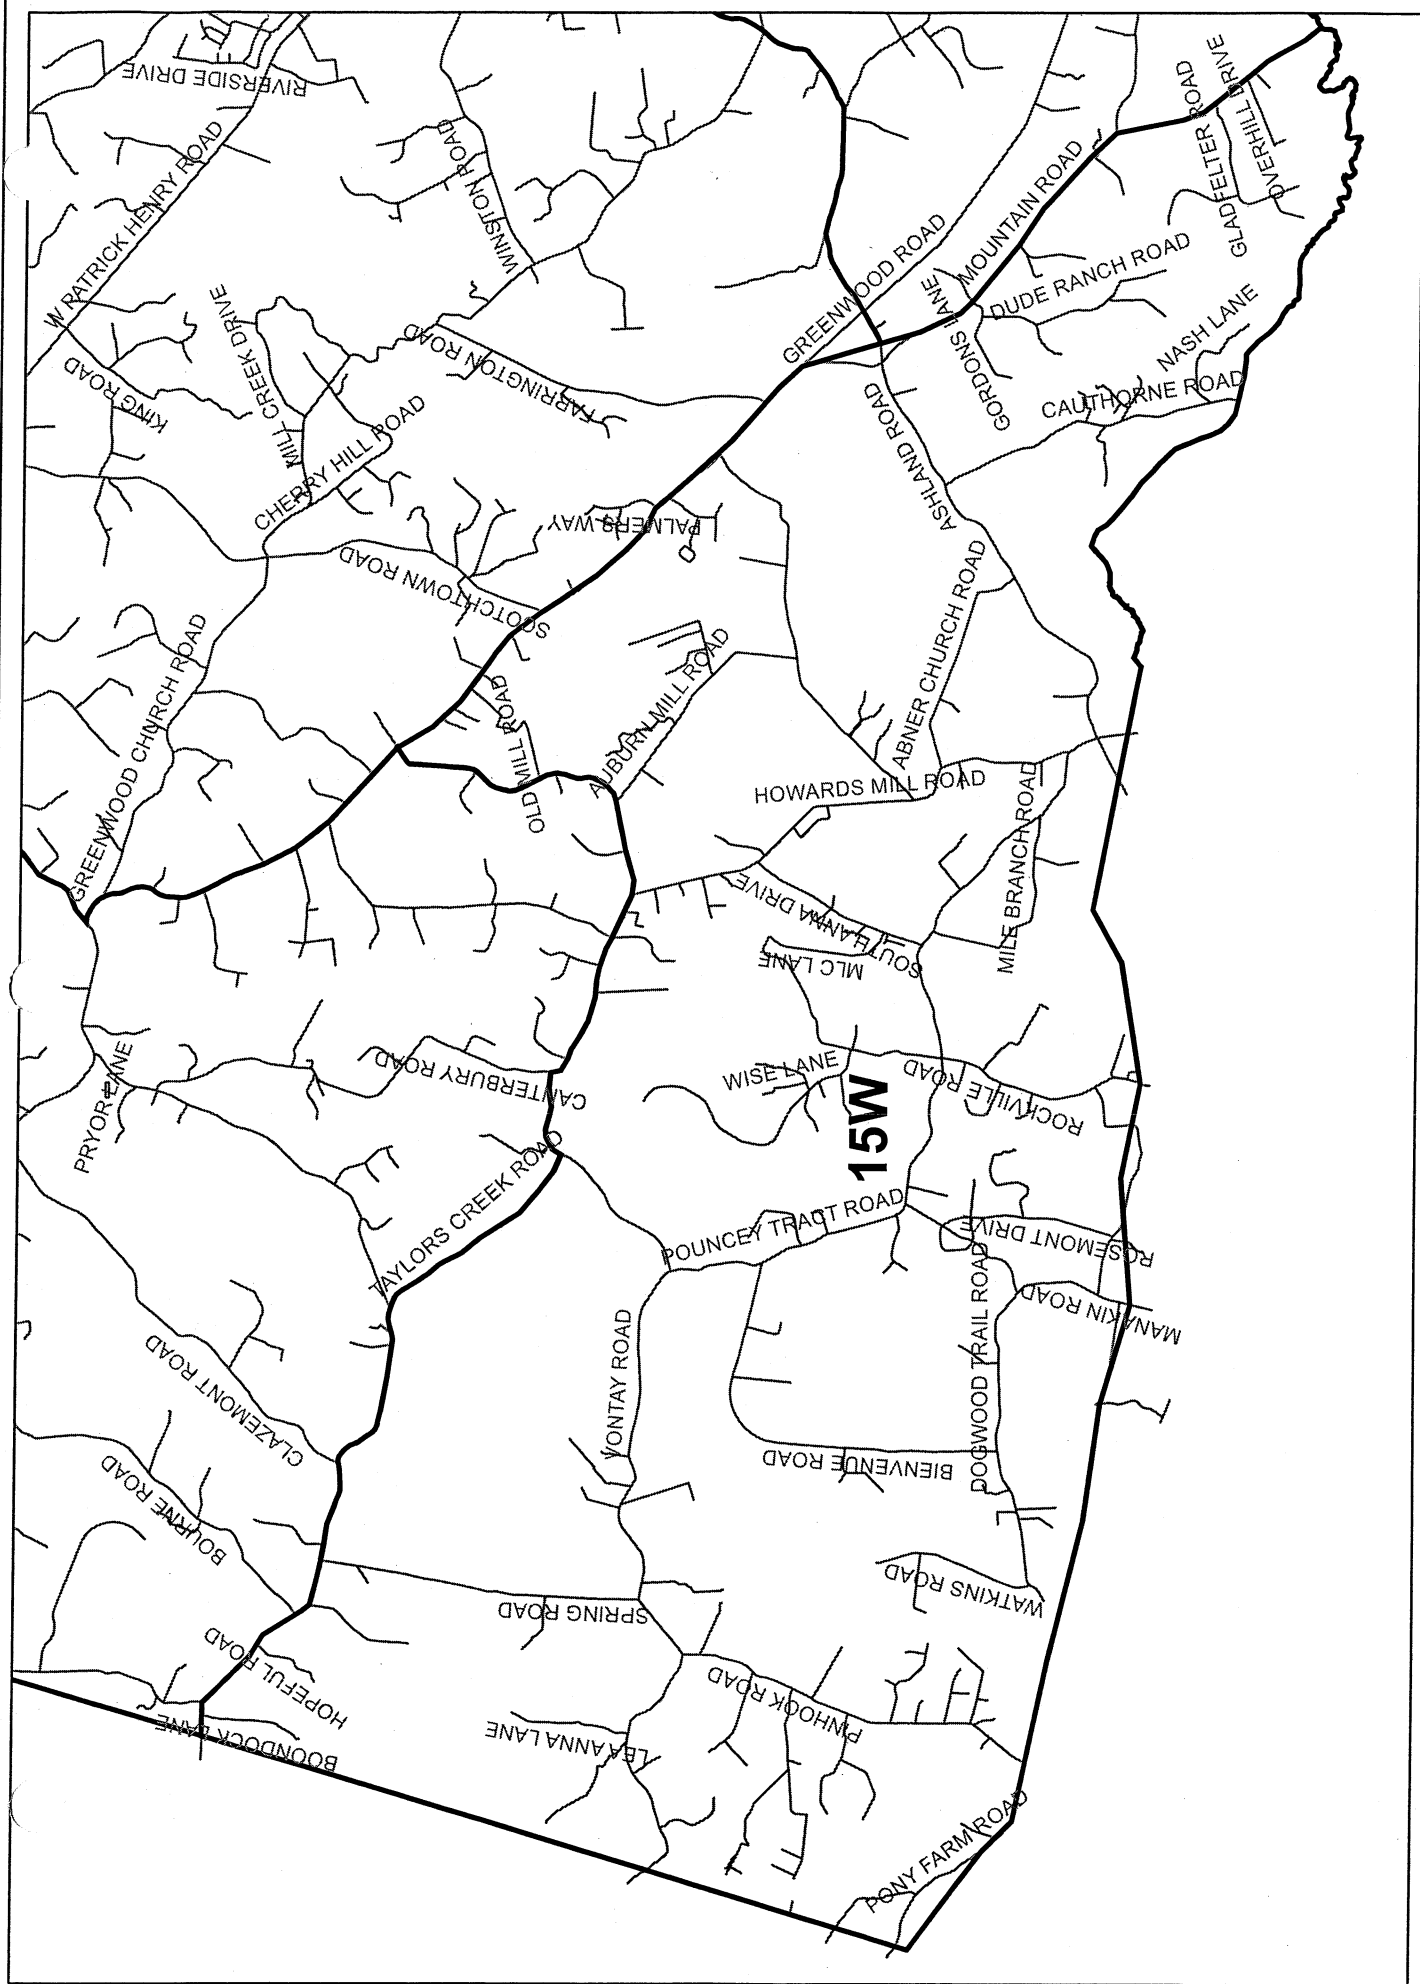 RIVERSIDE DRIVE
W PATRICK HENRY ROAD
WINSTON ROAD
GLADFELTER ROAD
OVERHILL DRIVE
MOUNTAIN ROAD
GREENWOOD ROAD
DUDE RANCH ROAD
GORDONS LANE
NASH LANE
CAUTHORNE ROAD
KING ROAD
MILL CREEK DRIVE
FARRINGTON ROAD
CHERRY HILL ROAD
ASHLAND ROAD
PALMERS WAY
SCOTCHTOWN ROAD
ABNER CHURCH ROAD
GREENWOOD CHURCH ROAD
OLD MILL ROAD
AUBURN MILL ROAD
HOWARDS MILL ROAD
MILE BRANCH ROAD
SOUTH ANNA DRIVE
MLC LANE
PRYOR LANE
CANTERBURY ROAD
WISE LANE
ROCKVILLE ROAD
15W
TAYLORS CREEK ROAD
POUNCEY TRACT ROAD
ROSEMONT DRIVE
MANAKIN ROAD
DOGWOOD TRAIL ROAD
CLAZEMONT ROAD
VONTAY ROAD
BIENVENUE ROAD
BOURNE ROAD
WATKINS ROAD
SPRING ROAD
HOPEFUL ROAD
BOONDOCK LANE
LEA ANNA LANE
PINHOOK ROAD
PONY FARM ROAD